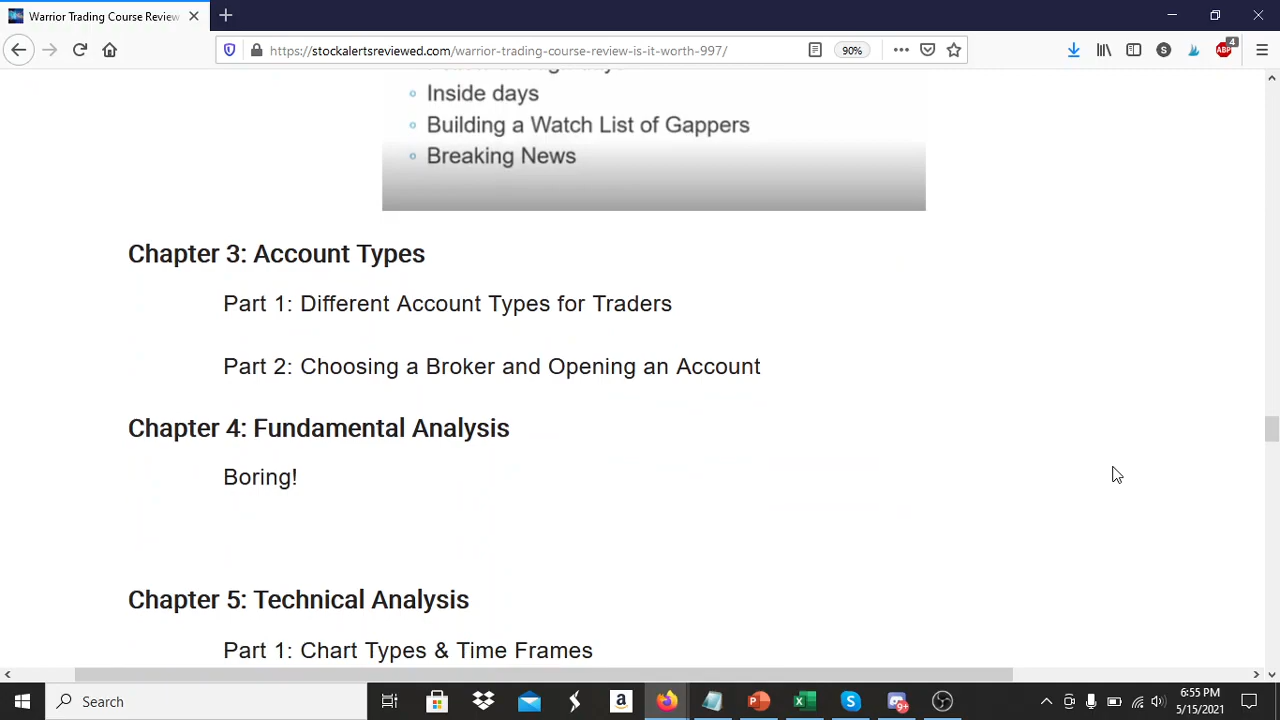 Warrior Trading Course Review
https://stockalertsreviewed.com/warrior-trading-course-review-is-it-worth-997/
90%
S
ABP
4
Inside days
Building a Watch List of Gappers
Breaking News
Chapter 3: Account Types
Part 1: Different Account Types for Traders
Part 2: Choosing a Broker and Opening an Account
Chapter 4: Fundamental Analysis
Boring!
Chapter 5: Technical Analysis
Part 1: Chart Types & Time Frames
Search
9+
6:55 PM
5/15/2021